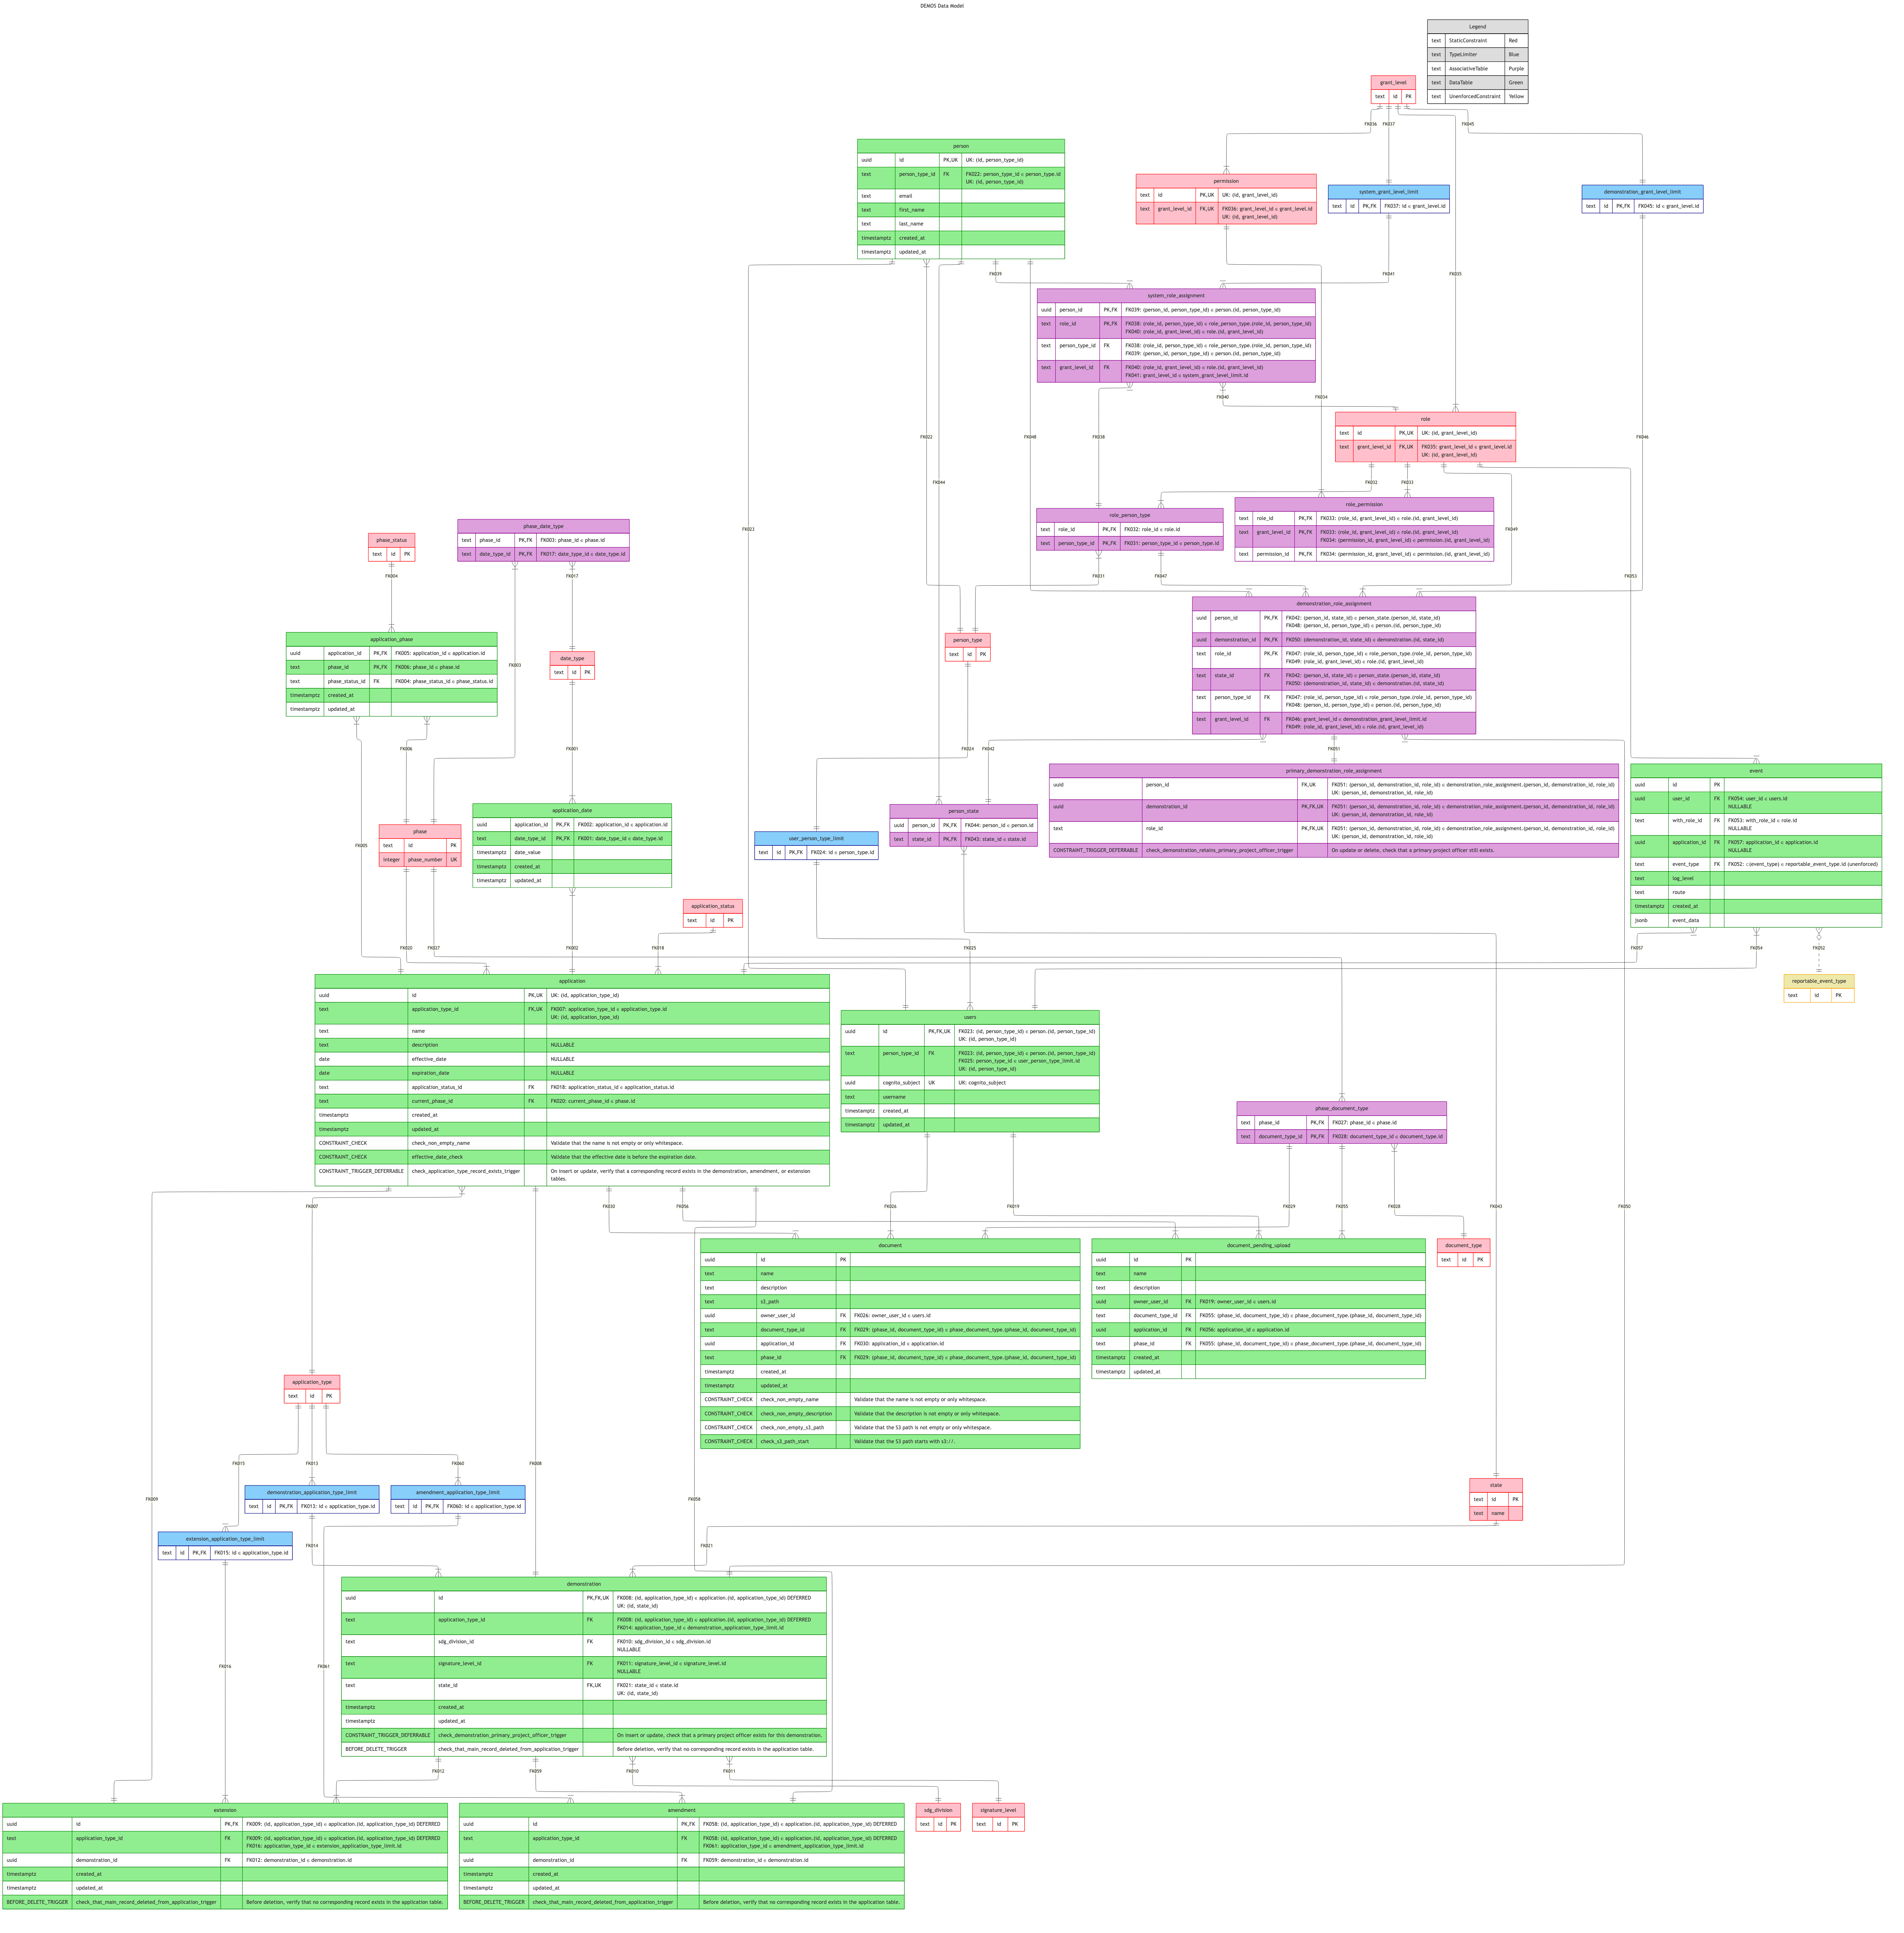 DEMOS Data Model
Legend
text StaticConstraint Red
text TypeLimiter Blue
text AssociativeTable Purple
text DataTable Green
text UnenforcedConstraint Yellow
grant_level
text id PK
FK036
FK037
FK045
person
uuid id PK,UK UK: (id, person_type_id)
text person_type_id FK FK022: person_type_id ∈ person_type.id
UK: (id, person_type_id)
text email
text first_name
text last_name
timestamptz created_at
timestamptz updated_at
permission
text id PK,UK UK: (id, grant_level_id)
text grant_level_id FK,UK FK036: grant_level_id ∈ grant_level.id
UK: (id, grant_level_id)
system_grant_level_limit
text id PK,FK FK037: id ∈ grant_level.id
demonstration_grant_level_limit
text id PK,FK FK045: id ∈ grant_level.id
FK039
FK041
FK035
system_role_assignment
uuid person_id PK,FK FK039: (person_id, person_type_id) ∈ person.(id, person_type_id)
text role_id PK,FK FK038: (role_id, person_type_id) ∈ role_person_type.(role_id, person_type_id)
FK040: (role_id, grant_level_id) ∈ role.(id, grant_level_id)
text person_type_id FK FK038: (role_id, person_type_id) ∈ role_person_type.(role_id, person_type_id)
FK039: (person_id, person_type_id) ∈ person.(id, person_type_id)
text grant_level_id FK FK040: (role_id, grant_level_id) ∈ role.(id, grant_level_id)
FK041: grant_level_id ∈ system_grant_level_limit.id
FK040
FK034
role
text id PK,UK UK: (id, grant_level_id)
text grant_level_id FK,UK FK035: grant_level_id ∈ grant_level.id
UK: (id, grant_level_id)
FK022
FK048
FK038
FK046
FK044
FK032
FK033
role_person_type
text role_id PK,FK FK032: role_id ∈ role.id
text person_type_id PK,FK FK031: person_type_id ∈ person_type.id
role_permission
text role_id PK,FK FK033: (role_id, grant_level_id) ∈ role.(id, grant_level_id)
text grant_level_id PK,FK FK033: (role_id, grant_level_id) ∈ role.(id, grant_level_id)
FK034: (permission_id, grant_level_id) ∈ permission.(id, grant_level_id)
text permission_id PK,FK FK034: (permission_id, grant_level_id) ∈ permission.(id, grant_level_id)
FK023
FK049
phase_status
text id PK
phase_date_type
text phase_id PK,FK FK003: phase_id ∈ phase.id
text date_type_id PK,FK FK017: date_type_id ∈ date_type.id
FK004
FK017
FK031
FK047
FK053
application_phase
uuid application_id PK,FK FK005: application_id ∈ application.id
text phase_id PK,FK FK006: phase_id ∈ phase.id
text phase_status_id FK FK004: phase_status_id ∈ phase_status.id
timestamptz created_at
timestamptz updated_at
FK003
date_type
text id PK
person_type
text id PK
demonstration_role_assignment
uuid person_id PK,FK FK042: (person_id, state_id) ∈ person_state.(person_id, state_id)
FK048: (person_id, person_type_id) ∈ person.(id, person_type_id)
uuid demonstration_id PK,FK FK050: (demonstration_id, state_id) ∈ demonstration.(id, state_id)
text role_id PK,FK FK047: (role_id, person_type_id) ∈ role_person_type.(role_id, person_type_id)
FK049: (role_id, grant_level_id) ∈ role.(id, grant_level_id)
text state_id FK FK042: (person_id, state_id) ∈ person_state.(person_id, state_id)
FK050: (demonstration_id, state_id) ∈ demonstration.(id, state_id)
text person_type_id FK FK047: (role_id, person_type_id) ∈ role_person_type.(role_id, person_type_id)
FK048: (person_id, person_type_id) ∈ person.(id, person_type_id)
text grant_level_id FK FK046: grant_level_id ∈ demonstration_grant_level_limit.id
FK049: (role_id, grant_level_id) ∈ role.(id, grant_level_id)
FK006
FK001
FK024
FK042
FK051
primary_demonstration_role_assignment
uuid person_id FK,UK FK051: (person_id, demonstration_id, role_id) ∈ demonstration_role_assignment.(person_id, demonstration_id, role_id)
UK: (person_id, demonstration_id, role_id)
uuid demonstration_id PK,FK,UK FK051: (person_id, demonstration_id, role_id) ∈ demonstration_role_assignment.(person_id, demonstration_id, role_id)
UK: (person_id, demonstration_id, role_id)
text role_id PK,FK,UK FK051: (person_id, demonstration_id, role_id) ∈ demonstration_role_assignment.(person_id, demonstration_id, role_id)
UK: (person_id, demonstration_id, role_id)
CONSTRAINT_TRIGGER_DEFERRABLE check_demonstration_retains_primary_project_officer_trigger On update or delete, check that a primary project officer still exists.
event
uuid id PK
uuid user_id FK FK054: user_id ∈ users.id
NULLABLE
text with_role_id FK FK053: with_role_id ∈ role.id
NULLABLE
uuid application_id FK FK057: application_id ∈ application.id
NULLABLE
text event_type FK FK052: ⊂(event_type) ∈ reportable_event_type.id (unenforced)
text log_level
text route
timestamptz created_at
jsonb event_data
phase
text id PK
integer phase_number UK
application_date
uuid application_id PK,FK FK002: application_id ∈ application.id
text date_type_id PK,FK FK001: date_type_id ∈ date_type.id
timestamptz date_value
timestamptz created_at
timestamptz updated_at
user_person_type_limit
text id PK,FK FK024: id ∈ person_type.id
person_state
uuid person_id PK,FK FK044: person_id ∈ person.id
text state_id PK,FK FK043: state_id ∈ state.id
FK005
application_status
text id PK
FK020
FK027
FK002
FK018
FK025
FK057
FK054
FK052
reportable_event_type
text id PK
application
uuid id PK,UK UK: (id, application_type_id)
text application_type_id FK,UK FK007: application_type_id ∈ application_type.id
UK: (id, application_type_id)
text name
text description NULLABLE
date effective_date NULLABLE
date expiration_date NULLABLE
text application_status_id FK FK018: application_status_id ∈ application_status.id
text current_phase_id FK FK020: current_phase_id ∈ phase.id
timestamptz created_at
timestamptz updated_at
CONSTRAINT_CHECK check_non_empty_name Validate that the name is not empty or only whitespace.
CONSTRAINT_CHECK effective_date_check Validate that the effective date is before the expiration date.
CONSTRAINT_TRIGGER_DEFERRABLE check_application_type_record_exists_trigger On insert or update, verify that a corresponding record exists in the demonstration, amendment, or extension
tables.
users
uuid id PK,FK,UK FK023: (id, person_type_id) ∈ person.(id, person_type_id)
UK: (id, person_type_id)
text person_type_id FK FK023: (id, person_type_id) ∈ person.(id, person_type_id)
FK025: person_type_id ∈ user_person_type_limit.id
UK: (id, person_type_id)
uuid cognito_subject UK UK: cognito_subject
text username
timestamptz created_at
timestamptz updated_at
phase_document_type
text phase_id PK,FK FK027: phase_id ∈ phase.id
text document_type_id PK,FK FK028: document_type_id ∈ document_type.id
FK007
FK030
FK056
FK026
FK019
FK029
FK055
FK028
FK043
FK050
document
uuid id PK
text name
text description
text s3_path
uuid owner_user_id FK FK026: owner_user_id ∈ users.id
text document_type_id FK FK029: (phase_id, document_type_id) ∈ phase_document_type.(phase_id, document_type_id)
uuid application_id FK FK030: application_id ∈ application.id
text phase_id FK FK029: (phase_id, document_type_id) ∈ phase_document_type.(phase_id, document_type_id)
timestamptz created_at
timestamptz updated_at
CONSTRAINT_CHECK check_non_empty_name Validate that the name is not empty or only whitespace.
CONSTRAINT_CHECK check_non_empty_description Validate that the description is not empty or only whitespace.
CONSTRAINT_CHECK check_non_empty_s3_path Validate that the S3 path is not empty or only whitespace.
CONSTRAINT_CHECK check_s3_path_start Validate that the S3 path starts with s3://.
document_pending_upload
uuid id PK
text name
text description
uuid owner_user_id FK FK019: owner_user_id ∈ users.id
text document_type_id FK FK055: (phase_id, document_type_id) ∈ phase_document_type.(phase_id, document_type_id)
uuid application_id FK FK056: application_id ∈ application.id
text phase_id FK FK055: (phase_id, document_type_id) ∈ phase_document_type.(phase_id, document_type_id)
timestamptz created_at
timestamptz updated_at
document_type
text id PK
application_type
text id PK
FK015
FK013
FK060
FK008
demonstration_application_type_limit
text id PK,FK FK013: id ∈ application_type.id
amendment_application_type_limit
text id PK,FK FK060: id ∈ application_type.id
state
text id PK
text name
FK009
FK058
extension_application_type_limit
text id PK,FK FK015: id ∈ application_type.id
FK014
FK021
demonstration
uuid id PK,FK,UK FK008: (id, application_type_id) ∈ application.(id, application_type_id) DEFERRED
UK: (id, state_id)
text application_type_id FK FK008: (id, application_type_id) ∈ application.(id, application_type_id) DEFERRED
FK014: application_type_id ∈ demonstration_application_type_limit.id
text sdg_division_id FK FK010: sdg_division_id ∈ sdg_division.id
NULLABLE
text signature_level_id FK FK011: signature_level_id ∈ signature_level.id
NULLABLE
text state_id FK,UK FK021: state_id ∈ state.id
UK: (id, state_id)
timestamptz created_at
timestamptz updated_at
CONSTRAINT_TRIGGER_DEFERRABLE check_demonstration_primary_project_officer_trigger On insert or update, check that a primary project officer exists for this demonstration.
BEFORE_DELETE_TRIGGER check_that_main_record_deleted_from_application_trigger Before deletion, verify that no corresponding record exists in the application table.
FK016
FK061
FK012
FK059
FK010
FK011
extension
uuid id PK,FK FK009: (id, application_type_id) ∈ application.(id, application_type_id) DEFERRED
text application_type_id FK FK009: (id, application_type_id) ∈ application.(id, application_type_id) DEFERRED
FK016: application_type_id ∈ extension_application_type_limit.id
uuid demonstration_id FK FK012: demonstration_id ∈ demonstration.id
timestamptz created_at
timestamptz updated_at
BEFORE_DELETE_TRIGGER check_that_main_record_deleted_from_application_trigger Before deletion, verify that no corresponding record exists in the application table.
amendment
uuid id PK,FK FK058: (id, application_type_id) ∈ application.(id, application_type_id) DEFERRED
text application_type_id FK FK058: (id, application_type_id) ∈ application.(id, application_type_id) DEFERRED
FK061: application_type_id ∈ amendment_application_type_limit.id
uuid demonstration_id FK FK059: demonstration_id ∈ demonstration.id
timestamptz created_at
timestamptz updated_at
BEFORE_DELETE_TRIGGER check_that_main_record_deleted_from_application_trigger Before deletion, verify that no corresponding record exists in the application table.
sdg_division
text id PK
signature_level
text id PK